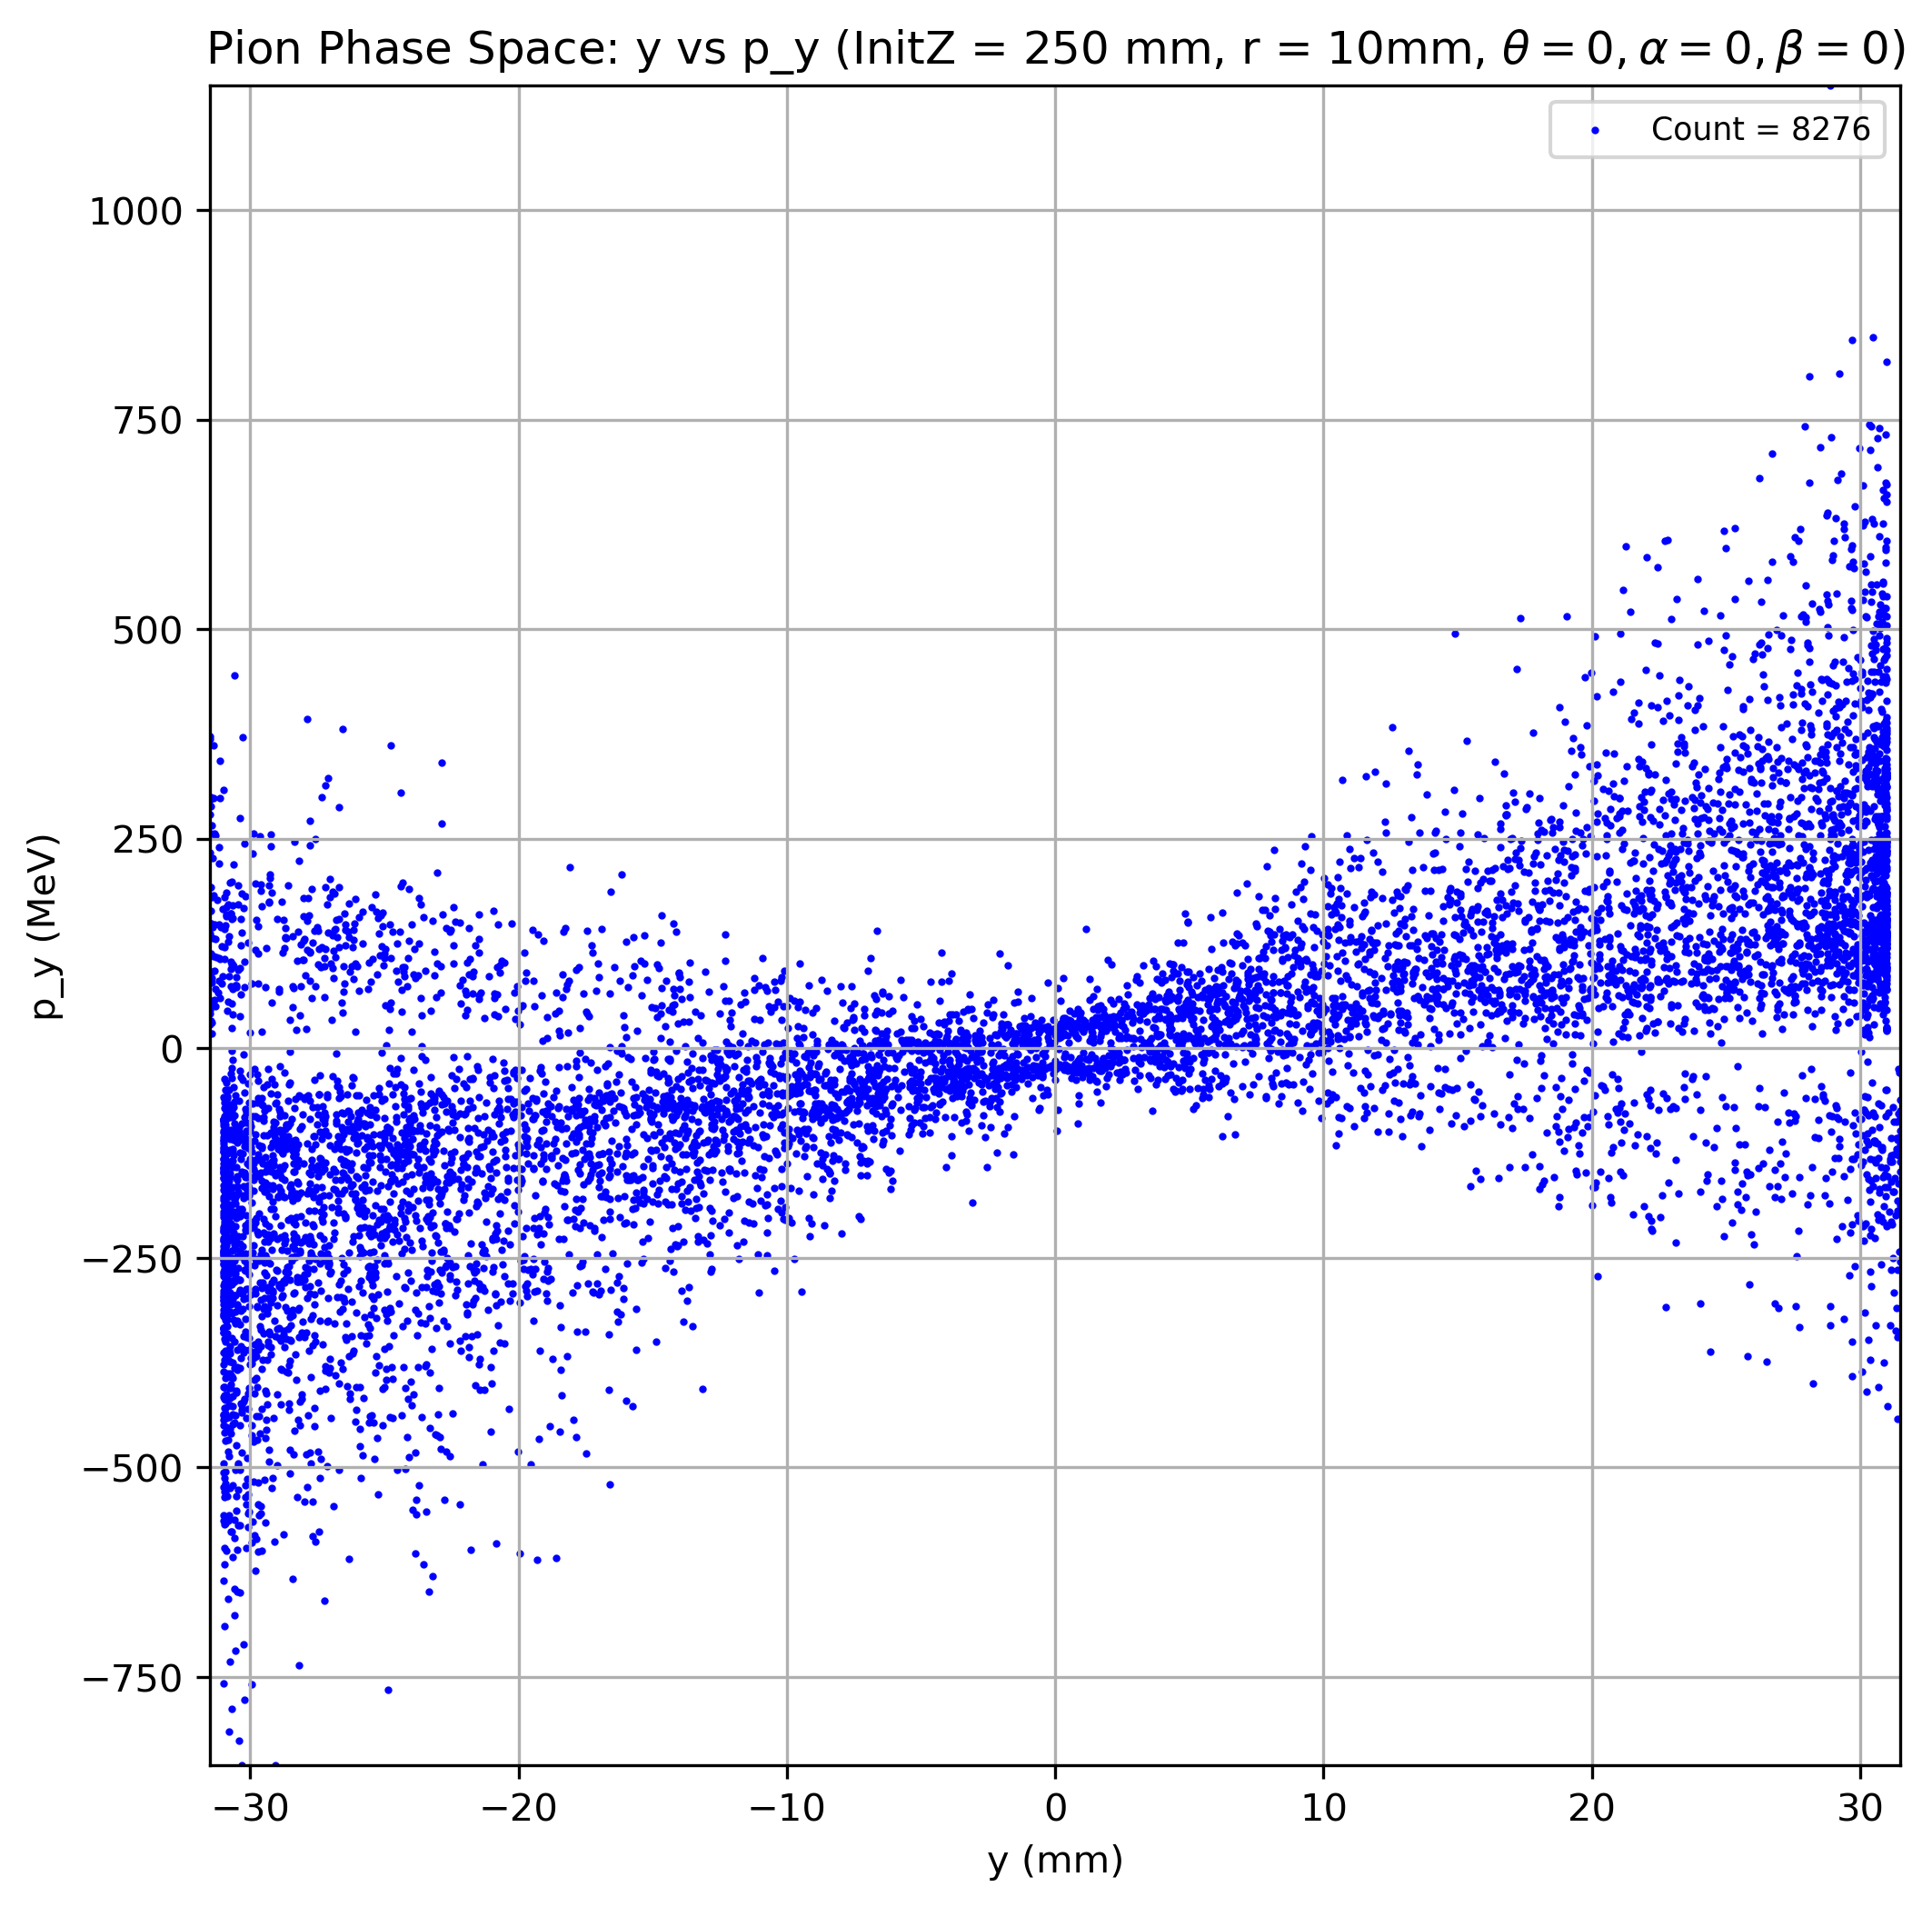 Pion Phase Space: y vs p_y (InitZ = 250 mm, r = 10mm, θ = 0, α = 0, β = 0)
Count = 8276
1000
750
500
250
0
−250
−500
−750
p_y (MeV)
−30 −20 −10 0 10 20 30
y (mm)